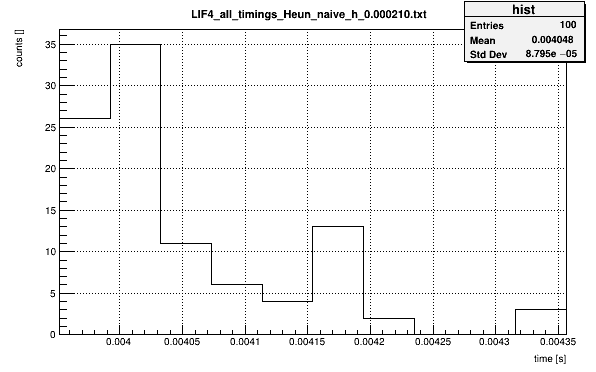 LIF4_all_timings_Heun_naive_h_0.000210.txt
hist
Entries 100
Mean 0.004048
Std Dev 8.795e −05
counts []
35
30
25
20
15
10
5
0
0.004 0.00405 0.0041 0.00415 0.0042 0.00425 0.0043 0.00435
time [s]